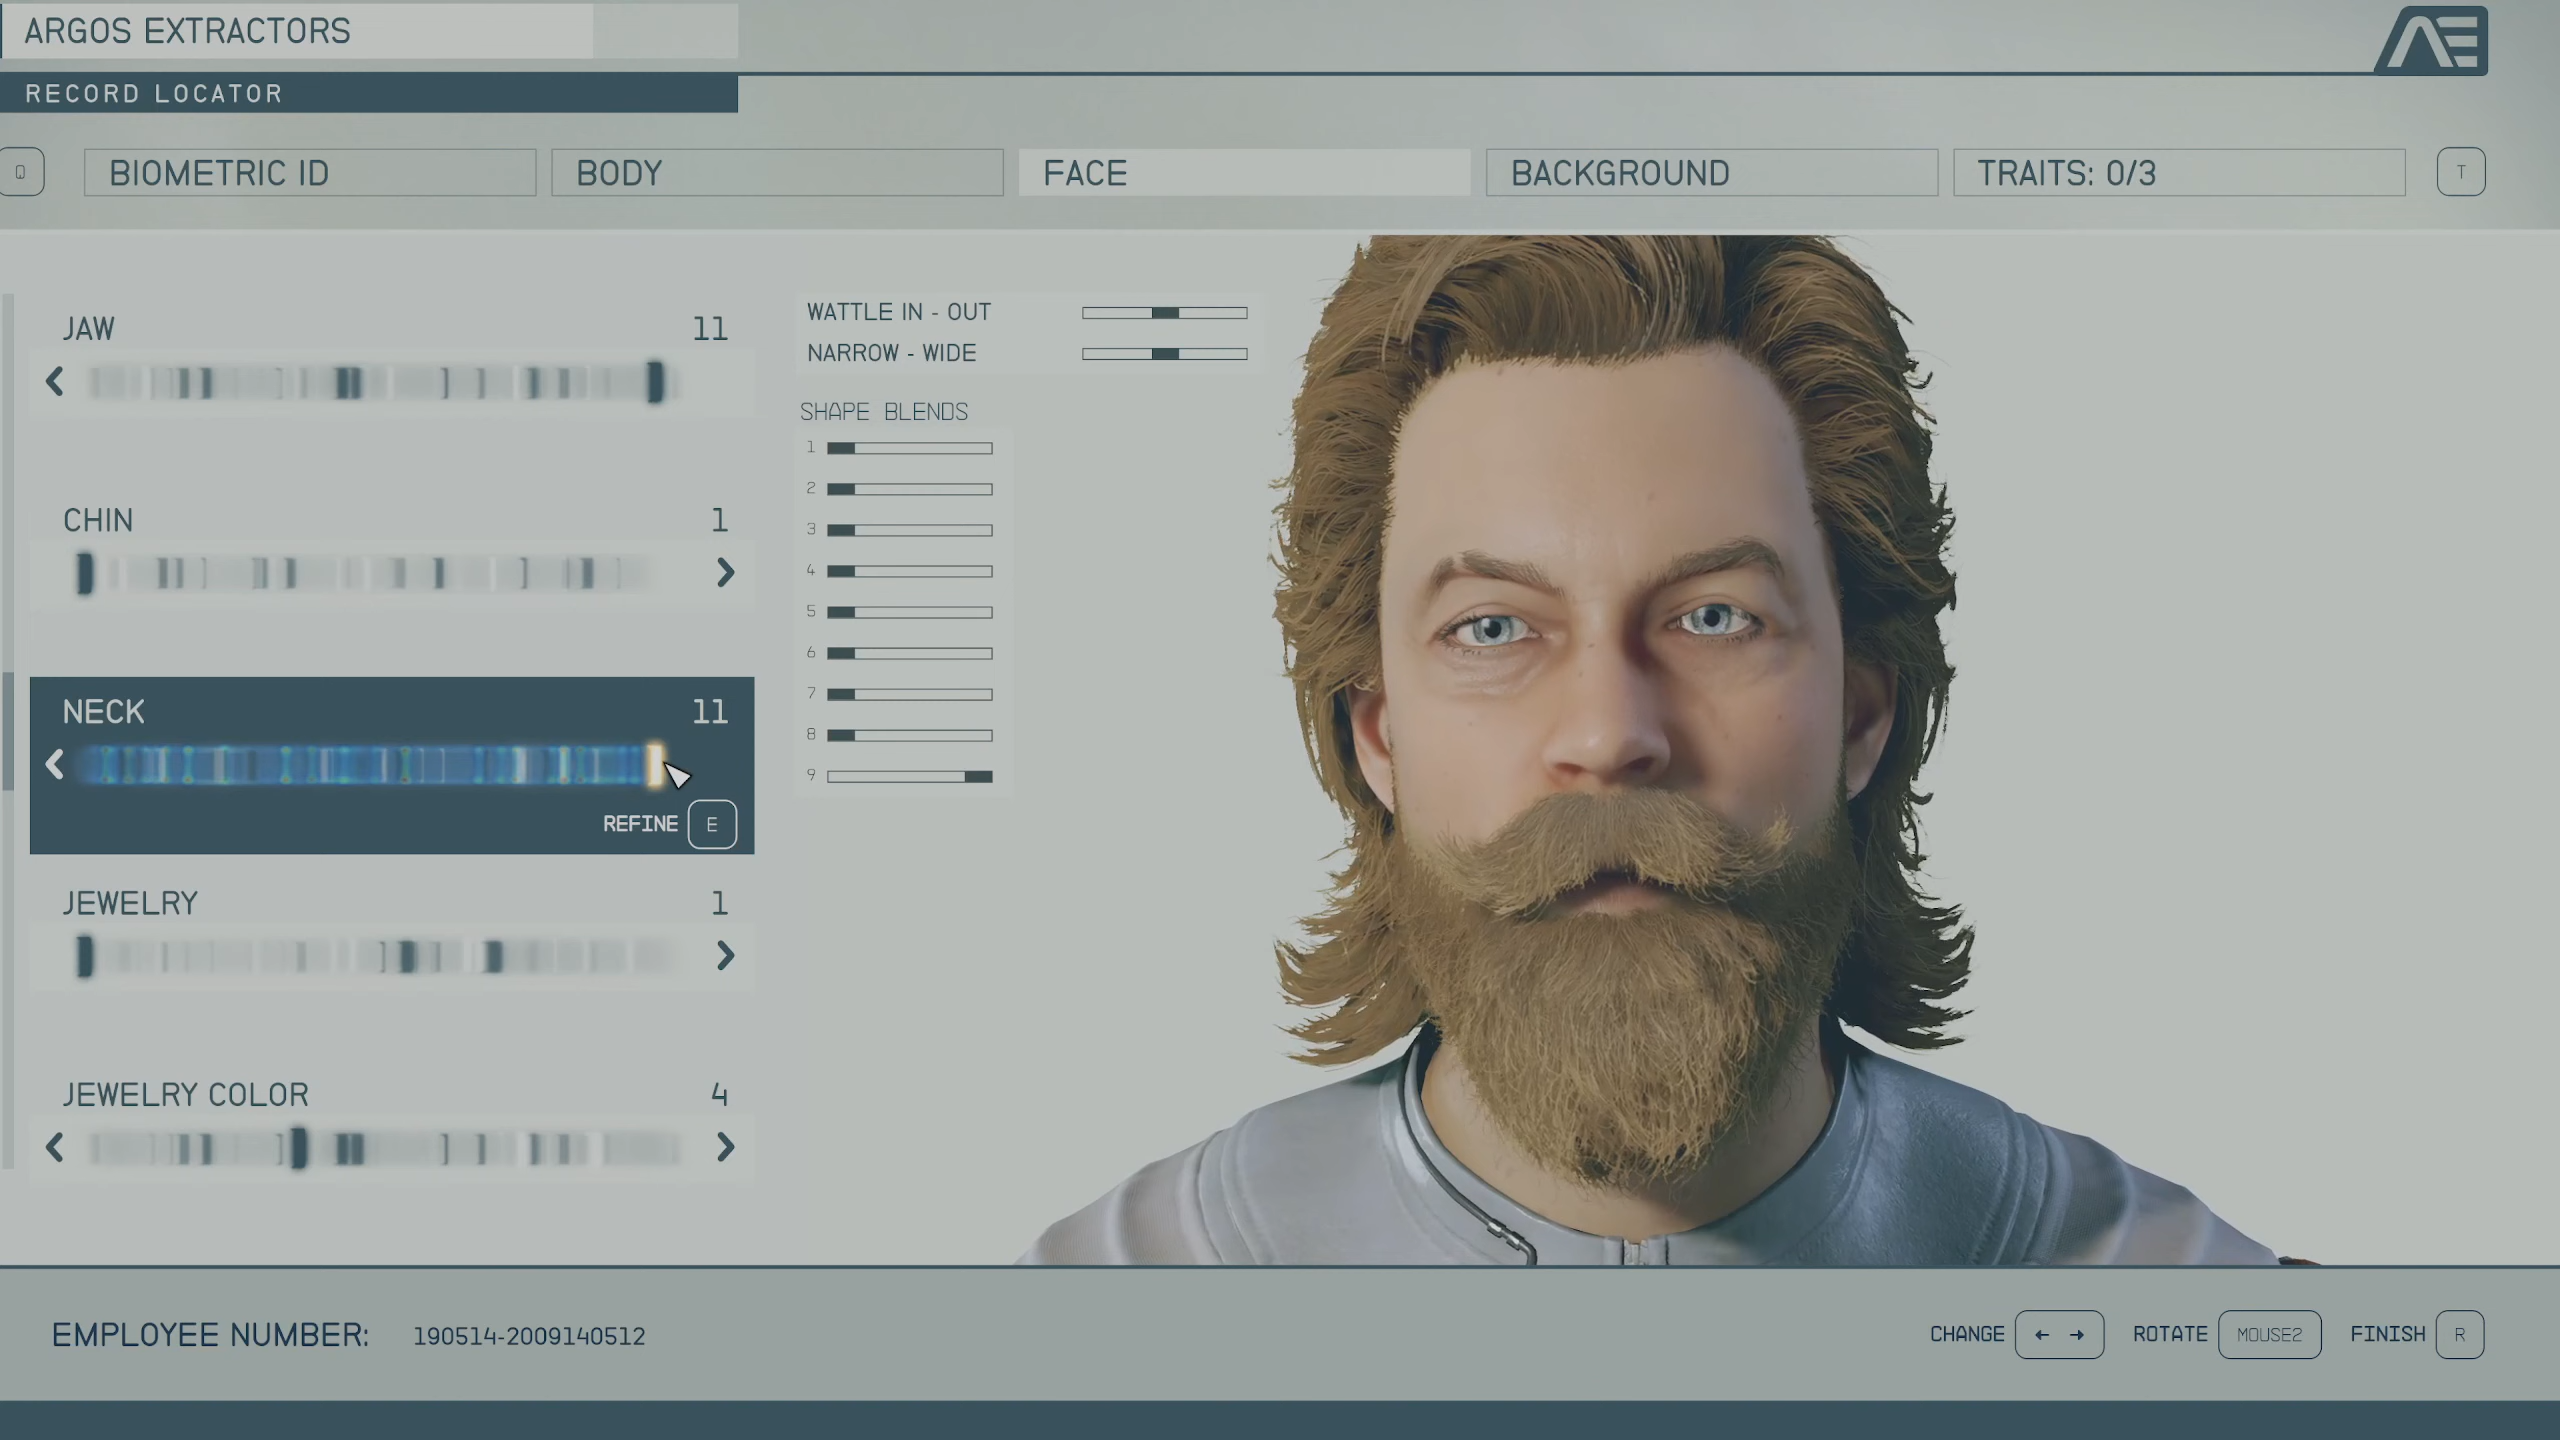 ARGOS EXTRACTORS
AE
RECORD LOCATOR
Q
BIOMETRIC ID
BODY
FACE
BACKGROUND
TRAITS: 0/3
T
JAW 11
CHIN 1
NECK 11
REFINE E
JEWELRY 1
JEWELRY COLOR 4
WATTLE IN - OUT
NARROW - WIDE
SHAPE BLENDS
1
2
3
4
5
6
7
8
9
EMPLOYEE NUMBER: 190514-2009140512
CHANGE ← →
ROTATE MOUSE2
FINISH R